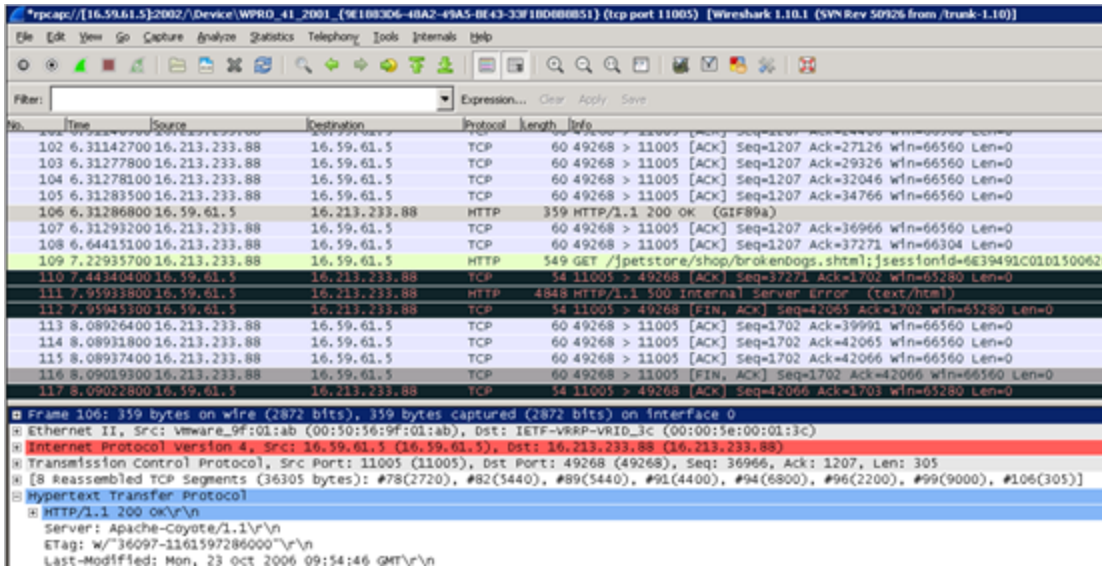 *rpcap://[16.59.61.5]:2002/\Device\WPRO_41_2001_{9E1B83D6-48A2-49A5-BE43-33F1BD8BBB51} (tcp port 11005) [Wireshark 1.10.1 (SVN Rev 50926 from /trunk-1.10)]
File Edit View Go Capture Analyze Statistics Telephony Tools Internals Help
Filter: Expression... Clear Apply Save
No. Time Source Destination Protocol Length Info
102 6.31142700 16.213.233.88 16.59.61.5 TCP 60 49268 > 11005 [ACK] Seq=1207 Ack=27126 Win=66560 Len=0
103 6.31277800 16.213.233.88 16.59.61.5 TCP 60 49268 > 11005 [ACK] Seq=1207 Ack=29326 Win=66560 Len=0
104 6.31278100 16.213.233.88 16.59.61.5 TCP 60 49268 > 11005 [ACK] Seq=1207 Ack=32046 Win=66560 Len=0
105 6.31283500 16.213.233.88 16.59.61.5 TCP 60 49268 > 11005 [ACK] Seq=1207 Ack=34766 Win=66560 Len=0
106 6.31286800 16.59.61.5 16.213.233.88 HTTP 359 HTTP/1.1 200 OK (GIF89a)
107 6.31293200 16.213.233.88 16.59.61.5 TCP 60 49268 > 11005 [ACK] Seq=1207 Ack=36966 Win=66560 Len=0
108 6.64415100 16.213.233.88 16.59.61.5 TCP 60 49268 > 11005 [ACK] Seq=1207 Ack=37271 Win=66304 Len=0
109 7.22935700 16.213.233.88 16.59.61.5 HTTP 549 GET /jpetstore/shop/brokenDogs.shtml;jsessionid=6E39491C01D150062
110 7.44340400 16.59.61.5 16.213.233.88 TCP 54 11005 > 49268 [ACK] Seq=37271 Ack=1702 Win=65280 Len=0
111 7.95933800 16.59.61.5 16.213.233.88 HTTP 4848 HTTP/1.1 500 Internal Server Error (text/html)
112 7.95945300 16.59.61.5 16.213.233.88 TCP 54 11005 > 49268 [FIN, ACK] Seq=42065 Ack=1702 Win=65280 Len=0
113 8.08926400 16.213.233.88 16.59.61.5 TCP 60 49268 > 11005 [ACK] Seq=1702 Ack=39991 Win=66560 Len=0
114 8.08931800 16.213.233.88 16.59.61.5 TCP 60 49268 > 11005 [ACK] Seq=1702 Ack=42065 Win=66560 Len=0
115 8.08937400 16.213.233.88 16.59.61.5 TCP 60 49268 > 11005 [ACK] Seq=1702 Ack=42066 Win=66560 Len=0
116 8.09019300 16.213.233.88 16.59.61.5 TCP 60 49268 > 11005 [FIN, ACK] Seq=1702 Ack=42066 Win=66560 Len=0
117 8.09022800 16.59.61.5 16.213.233.88 TCP 54 11005 > 49268 [ACK] Seq=42066 Ack=1703 Win=65280 Len=0
Frame 106: 359 bytes on wire (2872 bits), 359 bytes captured (2872 bits) on interface 0
Ethernet II, Src: Vmware_9f:01:ab (00:50:56:9f:01:ab), Dst: IETF-VRRP-VRID_3c (00:00:5e:00:01:3c)
Internet Protocol Version 4, Src: 16.59.61.5 (16.59.61.5), Dst: 16.213.233.88 (16.213.233.88)
Transmission Control Protocol, Src Port: 11005 (11005), Dst Port: 49268 (49268), Seq: 36966, Ack: 1207, Len: 305
[8 Reassembled TCP Segments (36305 bytes): #78(2720), #82(5440), #89(5440), #91(4400), #94(6800), #96(2200), #99(9000), #106(305)]
Hypertext Transfer Protocol
HTTP/1.1 200 OK\r\n
Server: Apache-Coyote/1.1\r\n
ETag: W/"36097-1161597286000"\r\n
Last-Modified: Mon, 23 Oct 2006 09:54:46 GMT\r\n